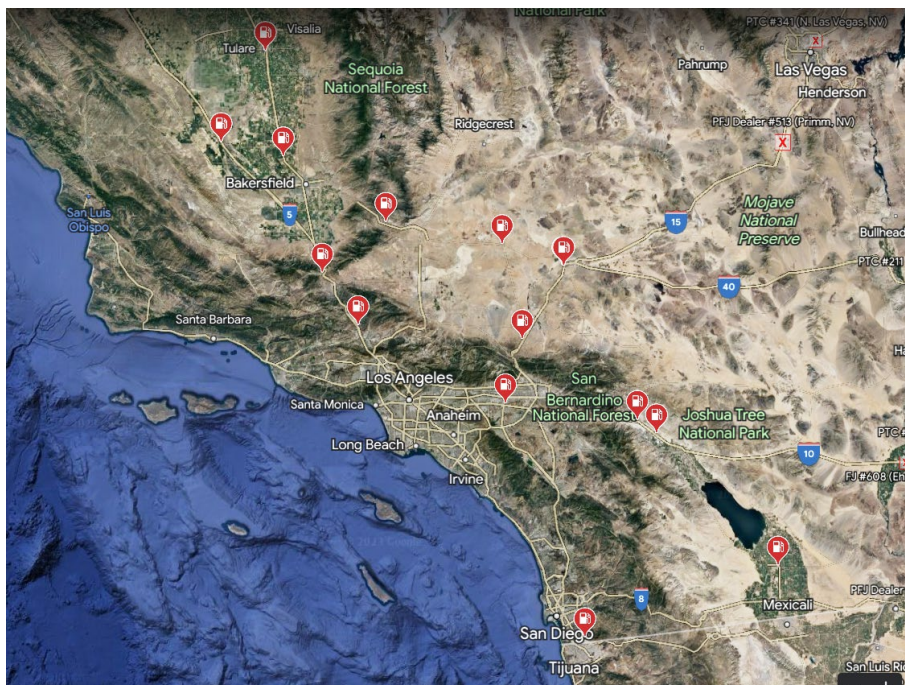 National Park
PTC #341 (N. Las Vegas, NV)
X
Visalia
Tulare
Las Vegas
Pahrump
Sequoia
National Forest
Henderson
Ridgecrest
PFJ Dealer #513 (Primm, NV)
X
Bakersfield
5
San Luis
Obispo
15
Mojave
National
Preserve
Bullhead
PTC #211
40
Santa Barbara
Los Angeles
San
Bernardino
National Forest
Santa Monica
Anaheim
Joshua Tree
National Park
Long Beach
PTC #
10
Irvine
FJ #608 (Eh
8
PFJ Dealer
Mexicali
San Diego
Tijuana
San Luis Rí